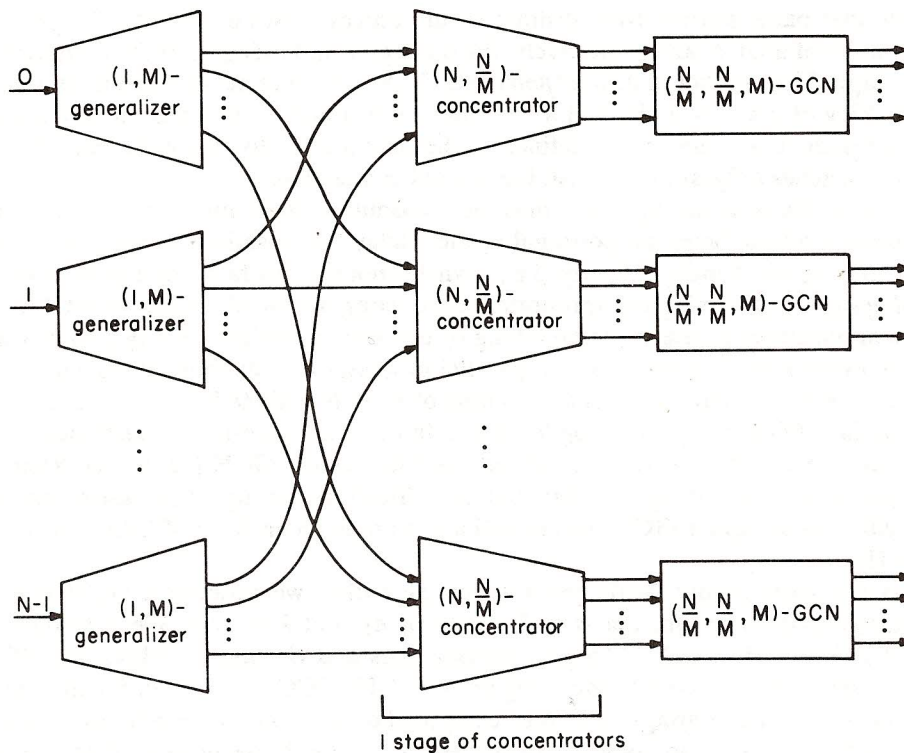 0
(1,M)-
generalizer
(N, N/M)-
concentrator
(N/M, N/M, M)-GCN
1
(1,M)-
generalizer
(N, N/M)-
concentrator
(N/M, N/M, M)-GCN
N-1
(1,M)-
generalizer
(N, N/M)-
concentrator
(N/M, N/M, M)-GCN
1 stage of concentrators